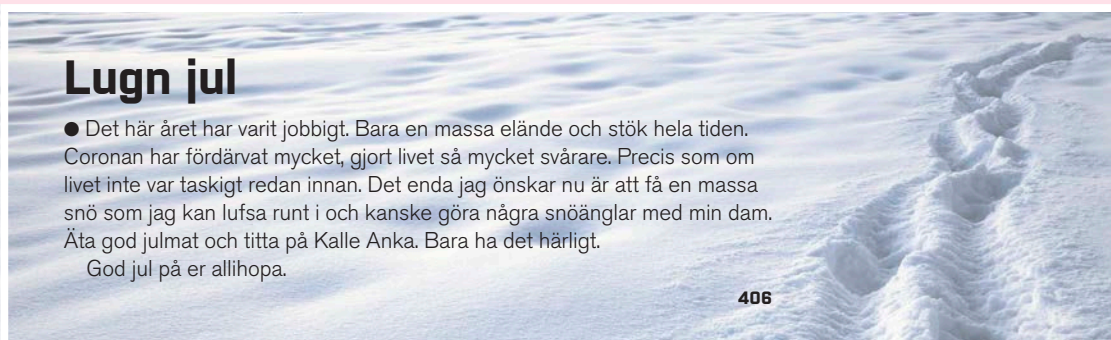 Lugn jul
● Det här året har varit jobbigt. Bara en massa elände och stök hela tiden.
Coronan har fördärvat mycket, gjort livet så mycket svårare. Precis som om
livet inte var taskigt redan innan. Det enda jag önskar nu är att få en massa
snö som jag kan lufsa runt i och kanske göra några snöänglar med min dam.
Äta god julmat och titta på Kalle Anka. Bara ha det härligt.
God jul på er allihopa.
406